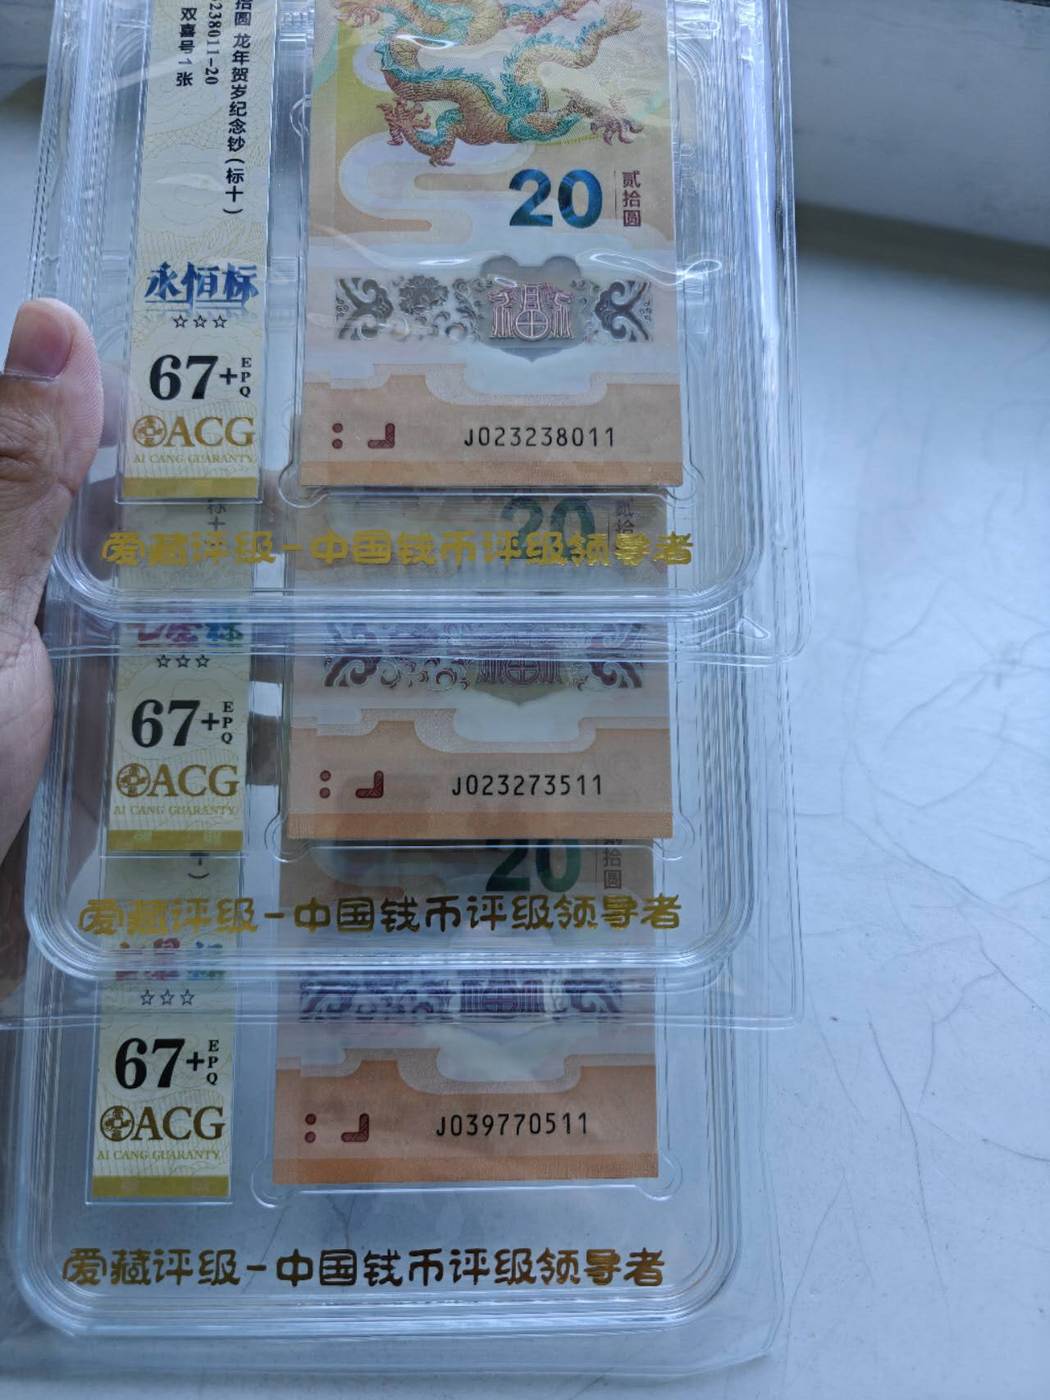 拾圆 龙年贺岁纪念钞(标十)
238011-20
双喜号1张
永恒标
☆☆☆
67+EPQ
ACG
AI CANG GUARANTY
20
贰拾圆
J023238011
爱藏评级-中国钱币评级领导者
20
☆☆☆
67+EPQ
ACG
AI CANG GUARANTY
J023273511
20
拾圆
爱藏评级-中国钱币评级领导者
☆☆☆
67+EPQ
ACG
AI CANG GUARANTY
J039770511
爱藏评级-中国钱币评级领导者